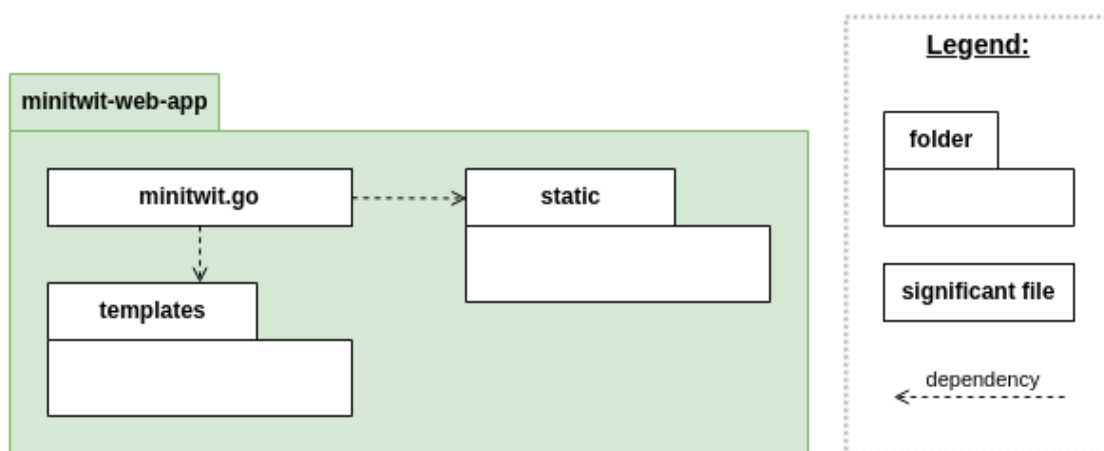 minitwit-web-app
minitwit.go
static
templates
Legend:
folder
significant file
dependency